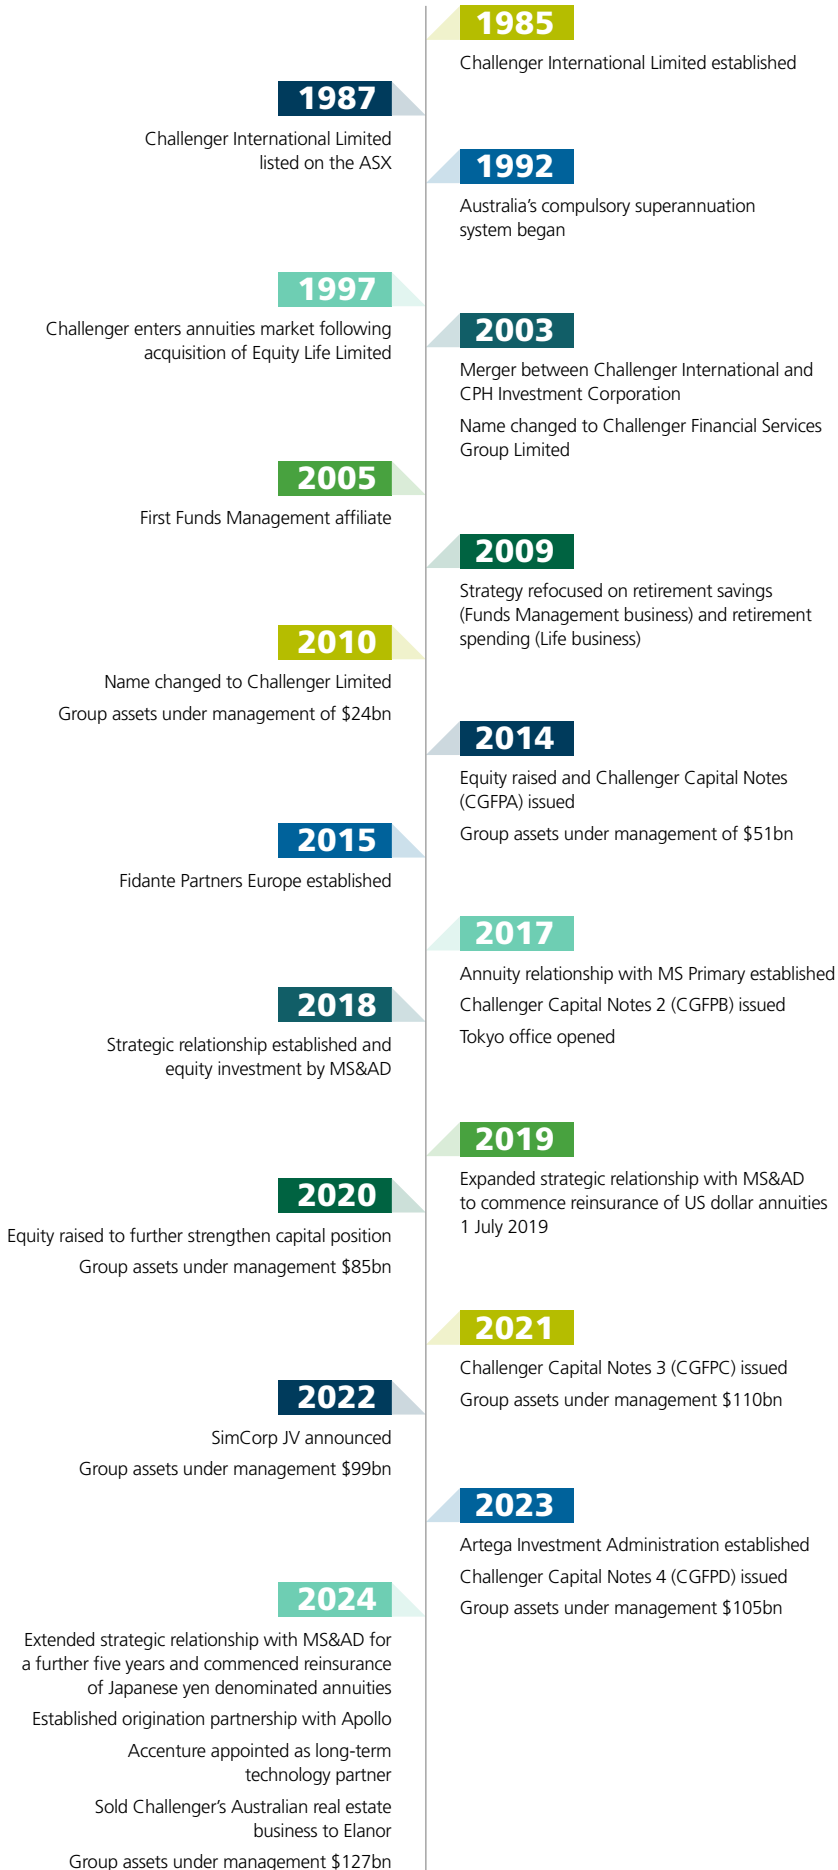 1985
Challenger International Limited established
1987
Challenger International Limited
listed on the ASX
1992
Australia’s compulsory superannuation
system began
1997
Challenger enters annuities market following
acquisition of Equity Life Limited
2003
Merger between Challenger International and
CPH Investment Corporation
Name changed to Challenger Financial Services
Group Limited
2005
First Funds Management affiliate
2009
Strategy refocused on retirement savings
(Funds Management business) and retirement
spending (Life business)
2010
Name changed to Challenger Limited
Group assets under management of $24bn
2014
Equity raised and Challenger Capital Notes
(CGFPA) issued
Group assets under management of $51bn
2015
Fidante Partners Europe established
2017
Annuity relationship with MS Primary established
Challenger Capital Notes 2 (CGFPB) issued
Tokyo office opened
2018
Strategic relationship established and
equity investment by MS&AD
2019
Expanded strategic relationship with MS&AD
to commence reinsurance of US dollar annuities
1 July 2019
2020
Equity raised to further strengthen capital position
Group assets under management $85bn
2021
Challenger Capital Notes 3 (CGFPC) issued
Group assets under management $110bn
2022
SimCorp JV announced
Group assets under management $99bn
2023
Artega Investment Administration established
Challenger Capital Notes 4 (CGFPD) issued
Group assets under management $105bn
2024
Extended strategic relationship with MS&AD for
a further five years and commenced reinsurance
of Japanese yen denominated annuities
Established origination partnership with Apollo
Accenture appointed as long-term
technology partner
Sold Challenger’s Australian real estate
business to Elanor
Group assets under management $127bn